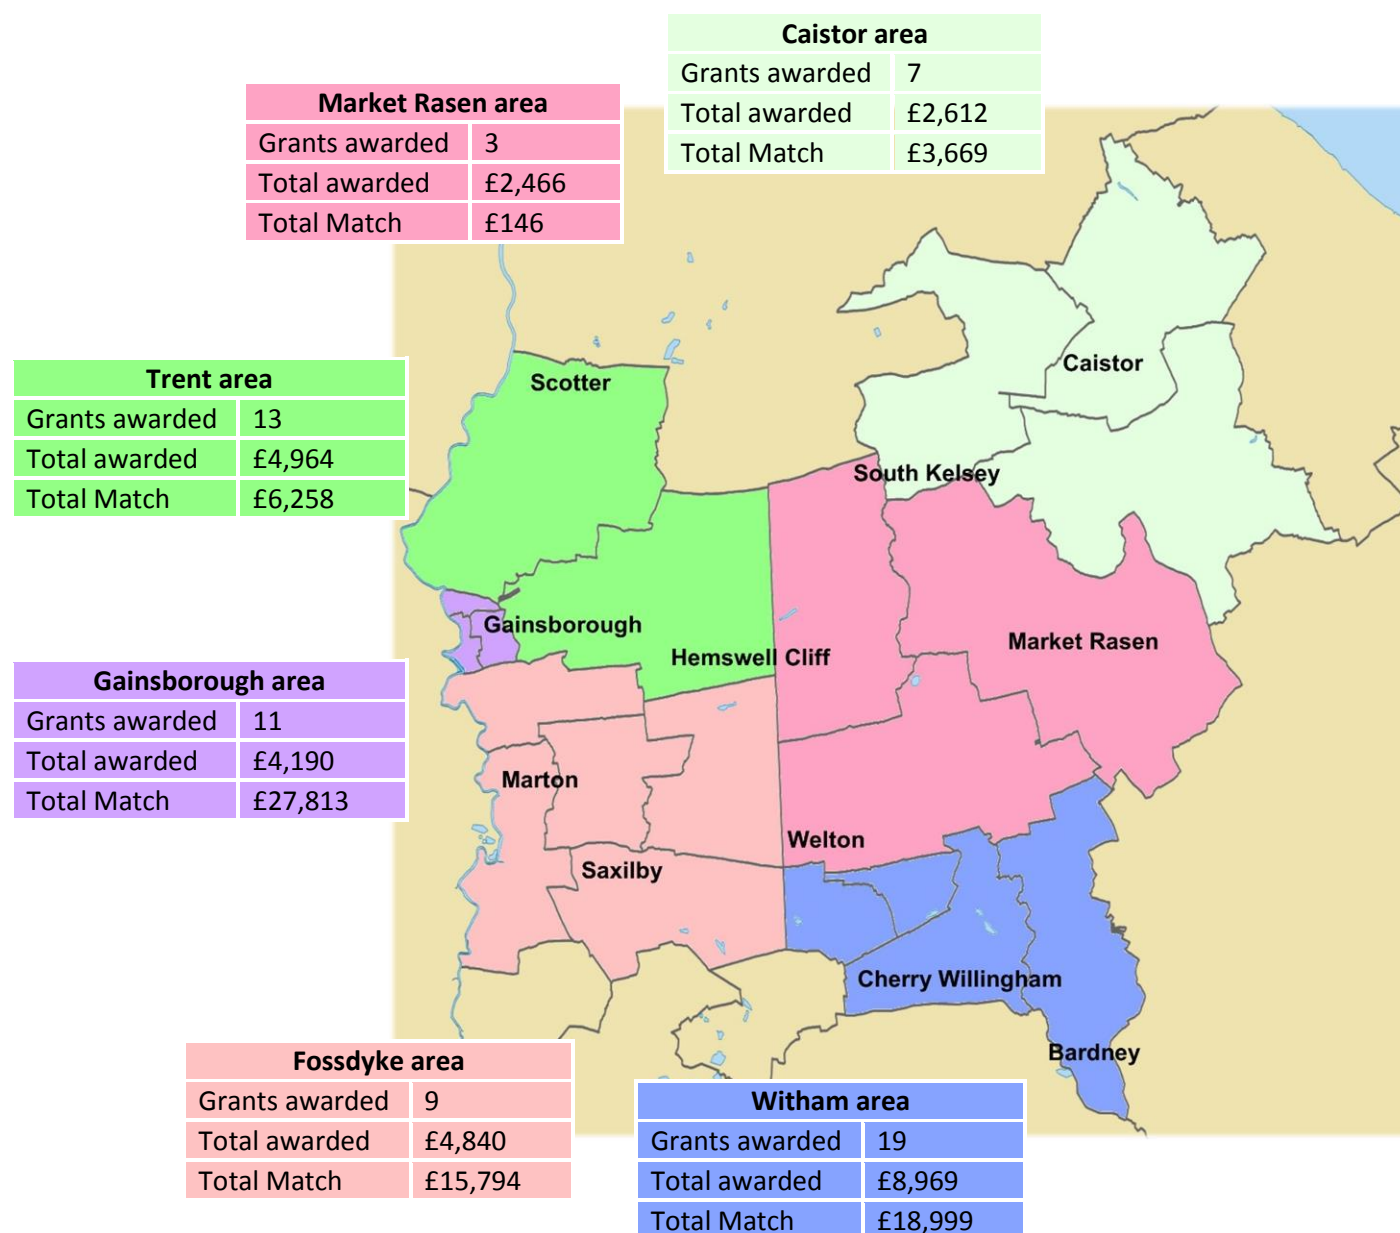 Caistor area
Grants awarded 7
Total awarded £2,612
Total Match £3,669
Market Rasen area
Grants awarded 3
Total awarded £2,466
Total Match £146
Trent area
Grants awarded 13
Total awarded £4,964
Total Match £6,258
Scotter
Caistor
South Kelsey
Gainsborough
Hemswell Cliff
Market Rasen
Gainsborough area
Grants awarded 11
Total awarded £4,190
Total Match £27,813
Marton
Welton
Saxilby
Cherry Willingham
Bardney
Fossdyke area
Grants awarded 9
Total awarded £4,840
Total Match £15,794
Witham area
Grants awarded 19
Total awarded £8,969
Total Match £18,999